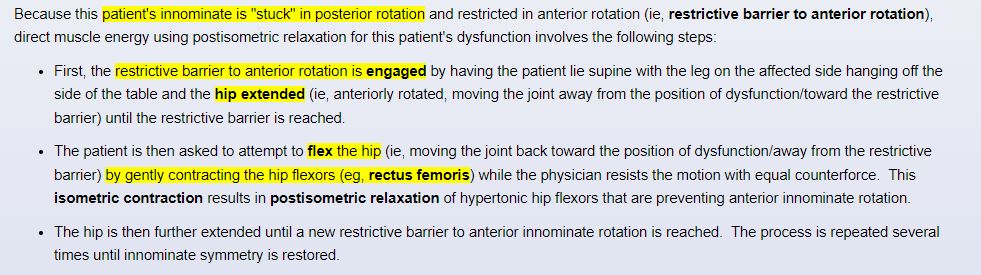 Because this patient's innominate is "stuck" in posterior rotation and restricted in anterior rotation (ie, restrictive barrier to anterior rotation),
direct muscle energy using postisometric relaxation for this patient's dysfunction involves the following steps:
• First, the restrictive barrier to anterior rotation is engaged by having the patient lie supine with the leg on the affected side hanging off the
side of the table and the hip extended (ie, anteriorly rotated, moving the joint away from the position of dysfunction/toward the restrictive
barrier) until the restrictive barrier is reached.
• The patient is then asked to attempt to flex the hip (ie, moving the joint back toward the position of dysfunction/away from the restrictive
barrier) by gently contracting the hip flexors (eg, rectus femoris) while the physician resists the motion with equal counterforce. This
isometric contraction results in postisometric relaxation of hypertonic hip flexors that are preventing anterior innominate rotation.
• The hip is then further extended until a new restrictive barrier to anterior innominate rotation is reached. The process is repeated several
times until innominate symmetry is restored.